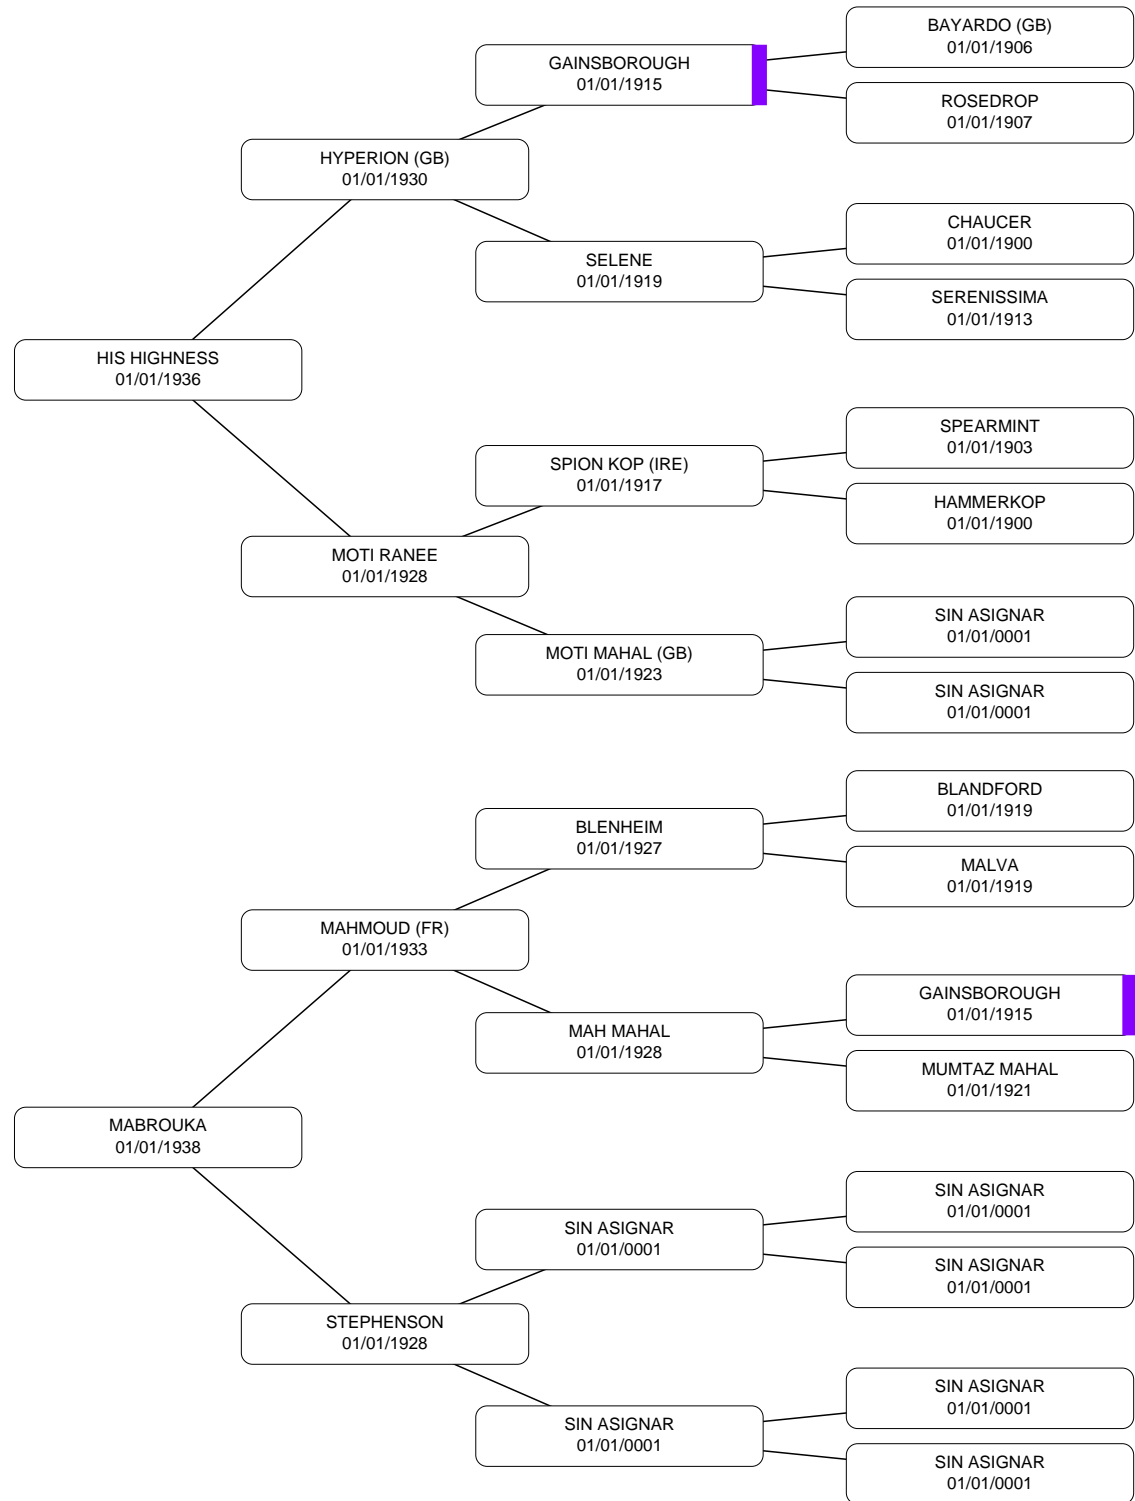 BAYARDO (GB)
01/01/1906
GAINSBOROUGH
01/01/1915
ROSEDROP
01/01/1907
HYPERION (GB)
01/01/1930
CHAUCER
01/01/1900
SELENE
01/01/1919
SERENISSIMA
01/01/1913
HIS HIGHNESS
01/01/1936
SPEARMINT
01/01/1903
SPION KOP (IRE)
01/01/1917
HAMMERKOP
01/01/1900
MOTI RANEE
01/01/1928
SIN ASIGNAR
01/01/0001
MOTI MAHAL (GB)
01/01/1923
SIN ASIGNAR
01/01/0001
BLANDFORD
01/01/1919
BLENHEIM
01/01/1927
MALVA
01/01/1919
MAHMOUD (FR)
01/01/1933
GAINSBOROUGH
01/01/1915
MAH MAHAL
01/01/1928
MUMTAZ MAHAL
01/01/1921
MABROUKA
01/01/1938
SIN ASIGNAR
01/01/0001
SIN ASIGNAR
01/01/0001
SIN ASIGNAR
01/01/0001
STEPHENSON
01/01/1928
SIN ASIGNAR
01/01/0001
SIN ASIGNAR
01/01/0001
SIN ASIGNAR
01/01/0001